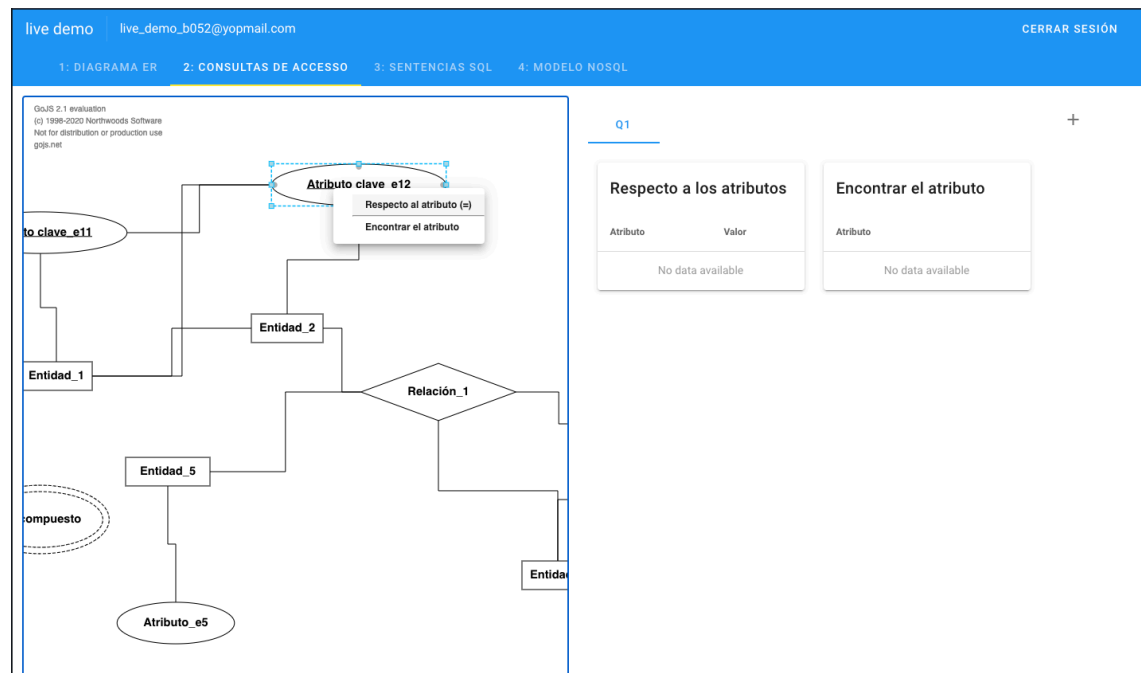 live demo
live_demo_b052@yopmail.com
CERRAR SESIÓN
1: DIAGRAMA ER
2: CONSULTAS DE ACCESSO
3: SENTENCIAS SQL
4: MODELO NOSQL
GoJS 2.1 evaluation
(c) 1998-2020 Northwoods Software
Not for distribution or production use
gojs.net
Atributo clave_e12
Respecto al atributo (=)
Encontrar el atributo
to clave_e11
Entidad_2
Entidad_1
Relación_1
Entidad_5
compuesto
Entida
Atributo_e5
Q1
+
Respecto a los atributos
Atributo Valor
No data available
Encontrar el atributo
Atributo
No data available